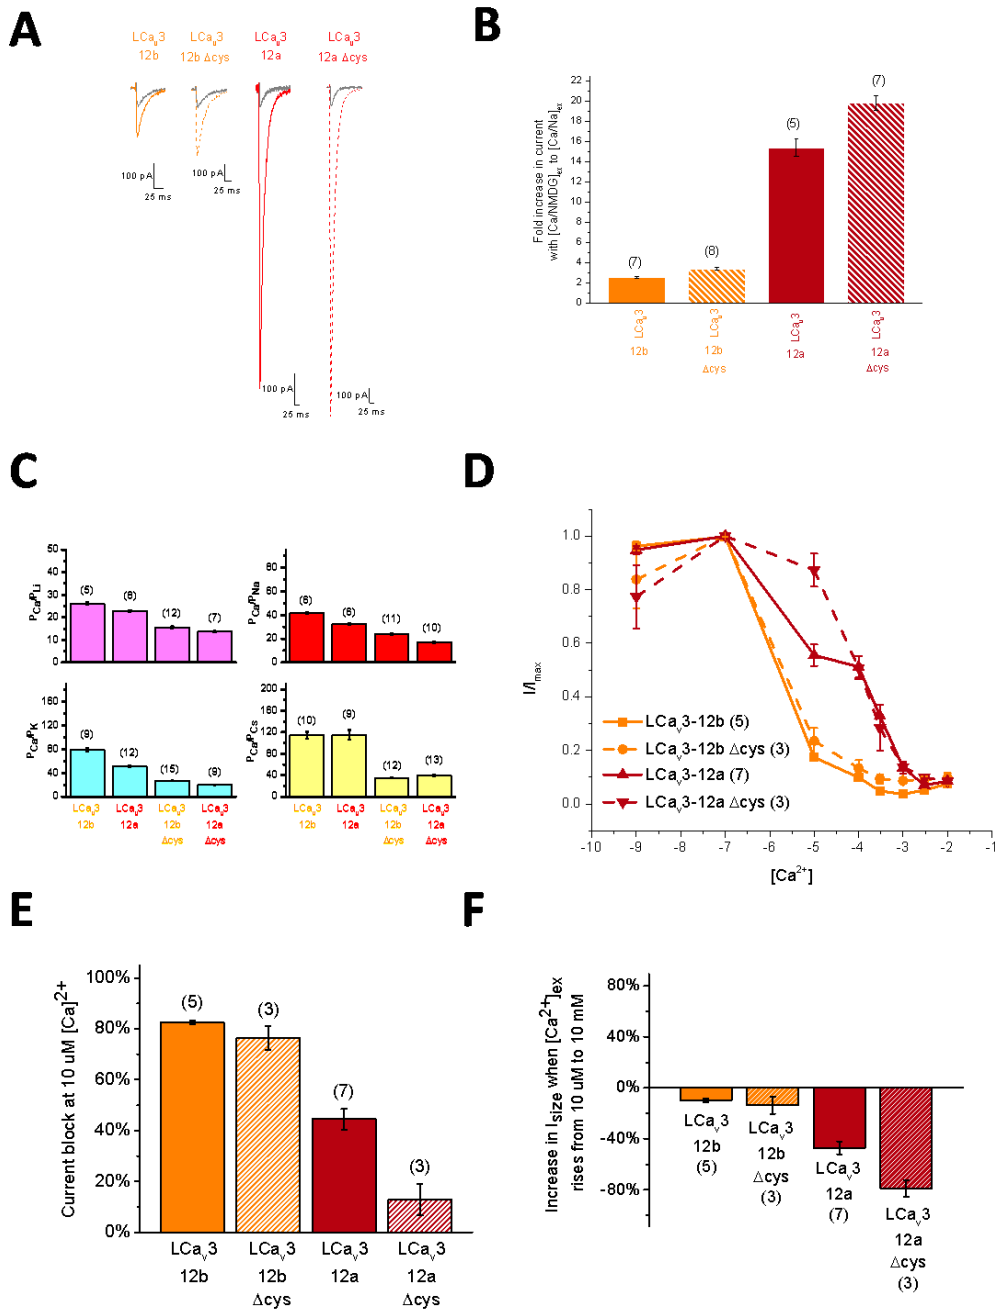 A
LCaᵥ3 12b
LCaᵥ3 12b Δcys
LCaᵥ3 12a
LCaᵥ3 12a Δcys
100 pA
25 ms
100 pA
25 ms
100 pA
25 ms
100 pA
25 ms
B
Fold increase in current
with [Ca/NMDG]ex to [Ca/Na]ex
22
20
18
16
14
12
10
8
6
4
2
0
(7)
(8)
(5)
(7)
LCaᵥ3 12b
LCaᵥ3 12b Δcys
LCaᵥ3 12a
LCaᵥ3 12a Δcys
C
PCa/PLi
50
40
30
20
10
0
(5)
(6)
(12)
(7)
PCa/PNa
80
60
40
20
0
(6)
(6)
(11)
(10)
PCa/PK
160
120
80
40
0
(9)
(12)
(15)
(9)
LCaᵥ3 12b
LCaᵥ3 12a
LCaᵥ3 12b Δcys
LCaᵥ3 12a Δcys
PCa/PCs
200
160
120
80
40
0
(10)
(9)
(12)
(13)
LCaᵥ3 12b
LCaᵥ3 12a
LCaᵥ3 12b Δcys
LCaᵥ3 12a Δcys
D
I/Imax
1.0
0.8
0.6
0.4
0.2
0.0
LCaᵥ3-12b (5)
LCaᵥ3-12b Δcys (3)
LCaᵥ3-12a (7)
LCaᵥ3-12a Δcys (3)
-10 -9 -8 -7 -6 -5 -4 -3 -2 -1
[Ca²⁺]
E
Current block at 10 uM [Ca]²⁺
100%
80%
60%
40%
20%
0%
(5)
(3)
(7)
(3)
LCaᵥ3 12b
LCaᵥ3 12b Δcys
LCaᵥ3 12a
LCaᵥ3 12a Δcys
F
Increase in Isize when [Ca²⁺]ex
rises from 10 uM to 10 mM
80%
40%
0%
-40%
-80%
LCaᵥ3 12b (5)
LCaᵥ3 12b Δcys (3)
LCaᵥ3 12a (7)
LCaᵥ3 12a Δcys (3)